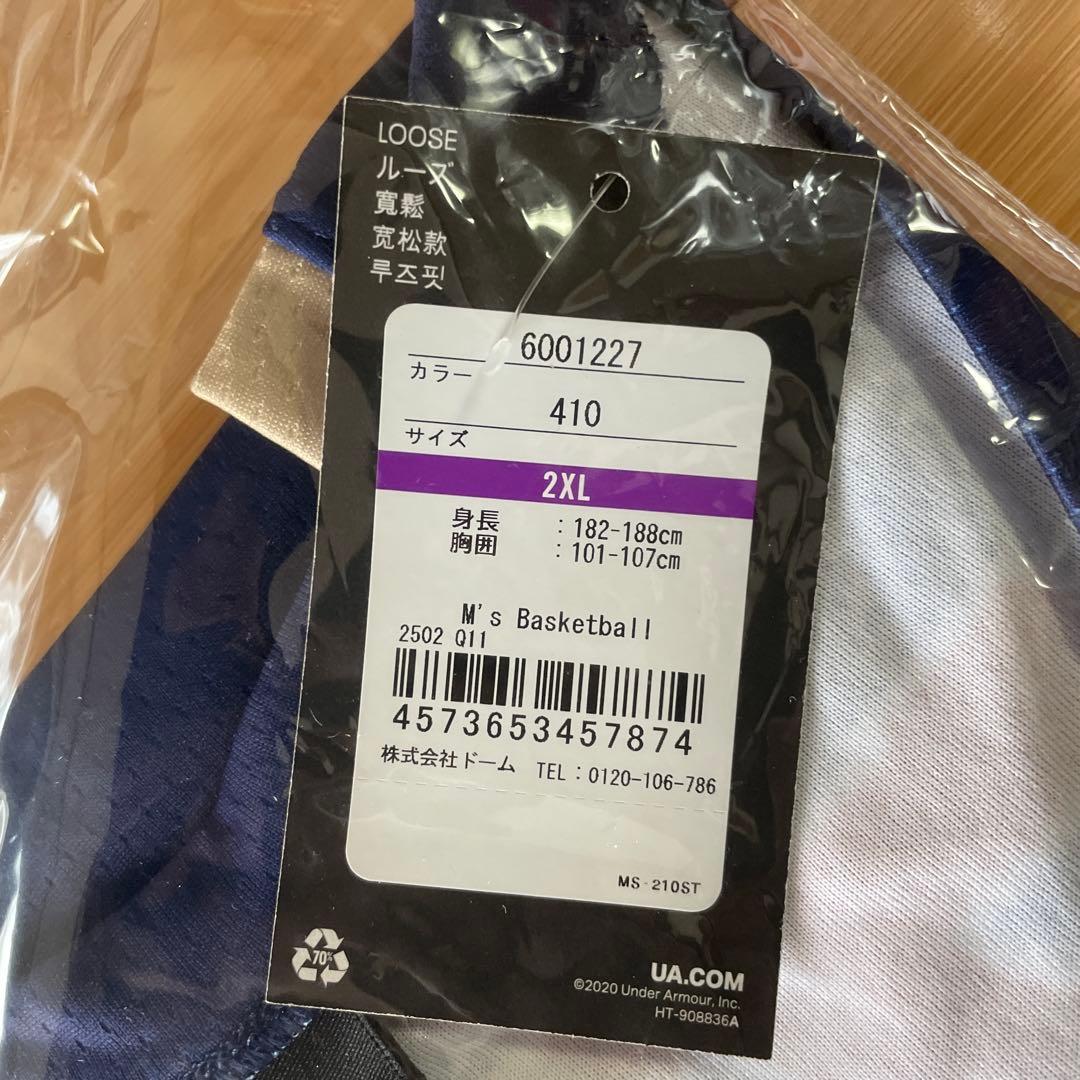 LOOSE
ルーズ
寬鬆
宽松款
루즈핏
6001227
カラー
410
サイズ
2XL
身長 : 182-188cm
胸囲 : 101-107cm
M's Basketball
2502 Q11
4573653457874
株式会社ドーム TEL：0120-106-786
MS-210ST
70%
UA.COM
©2020 Under Armour, Inc.
HT-908836A